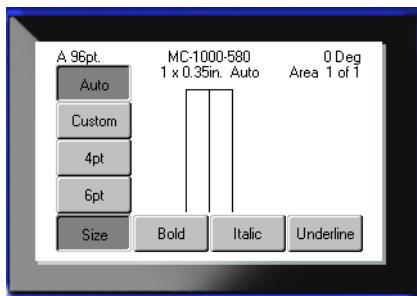 A 96pt. MC-1000-580 0 Deg
1 x 0.35in. Auto Area 1 of 1
Auto
Custom
4pt
6pt
Size Bold Italic Underline